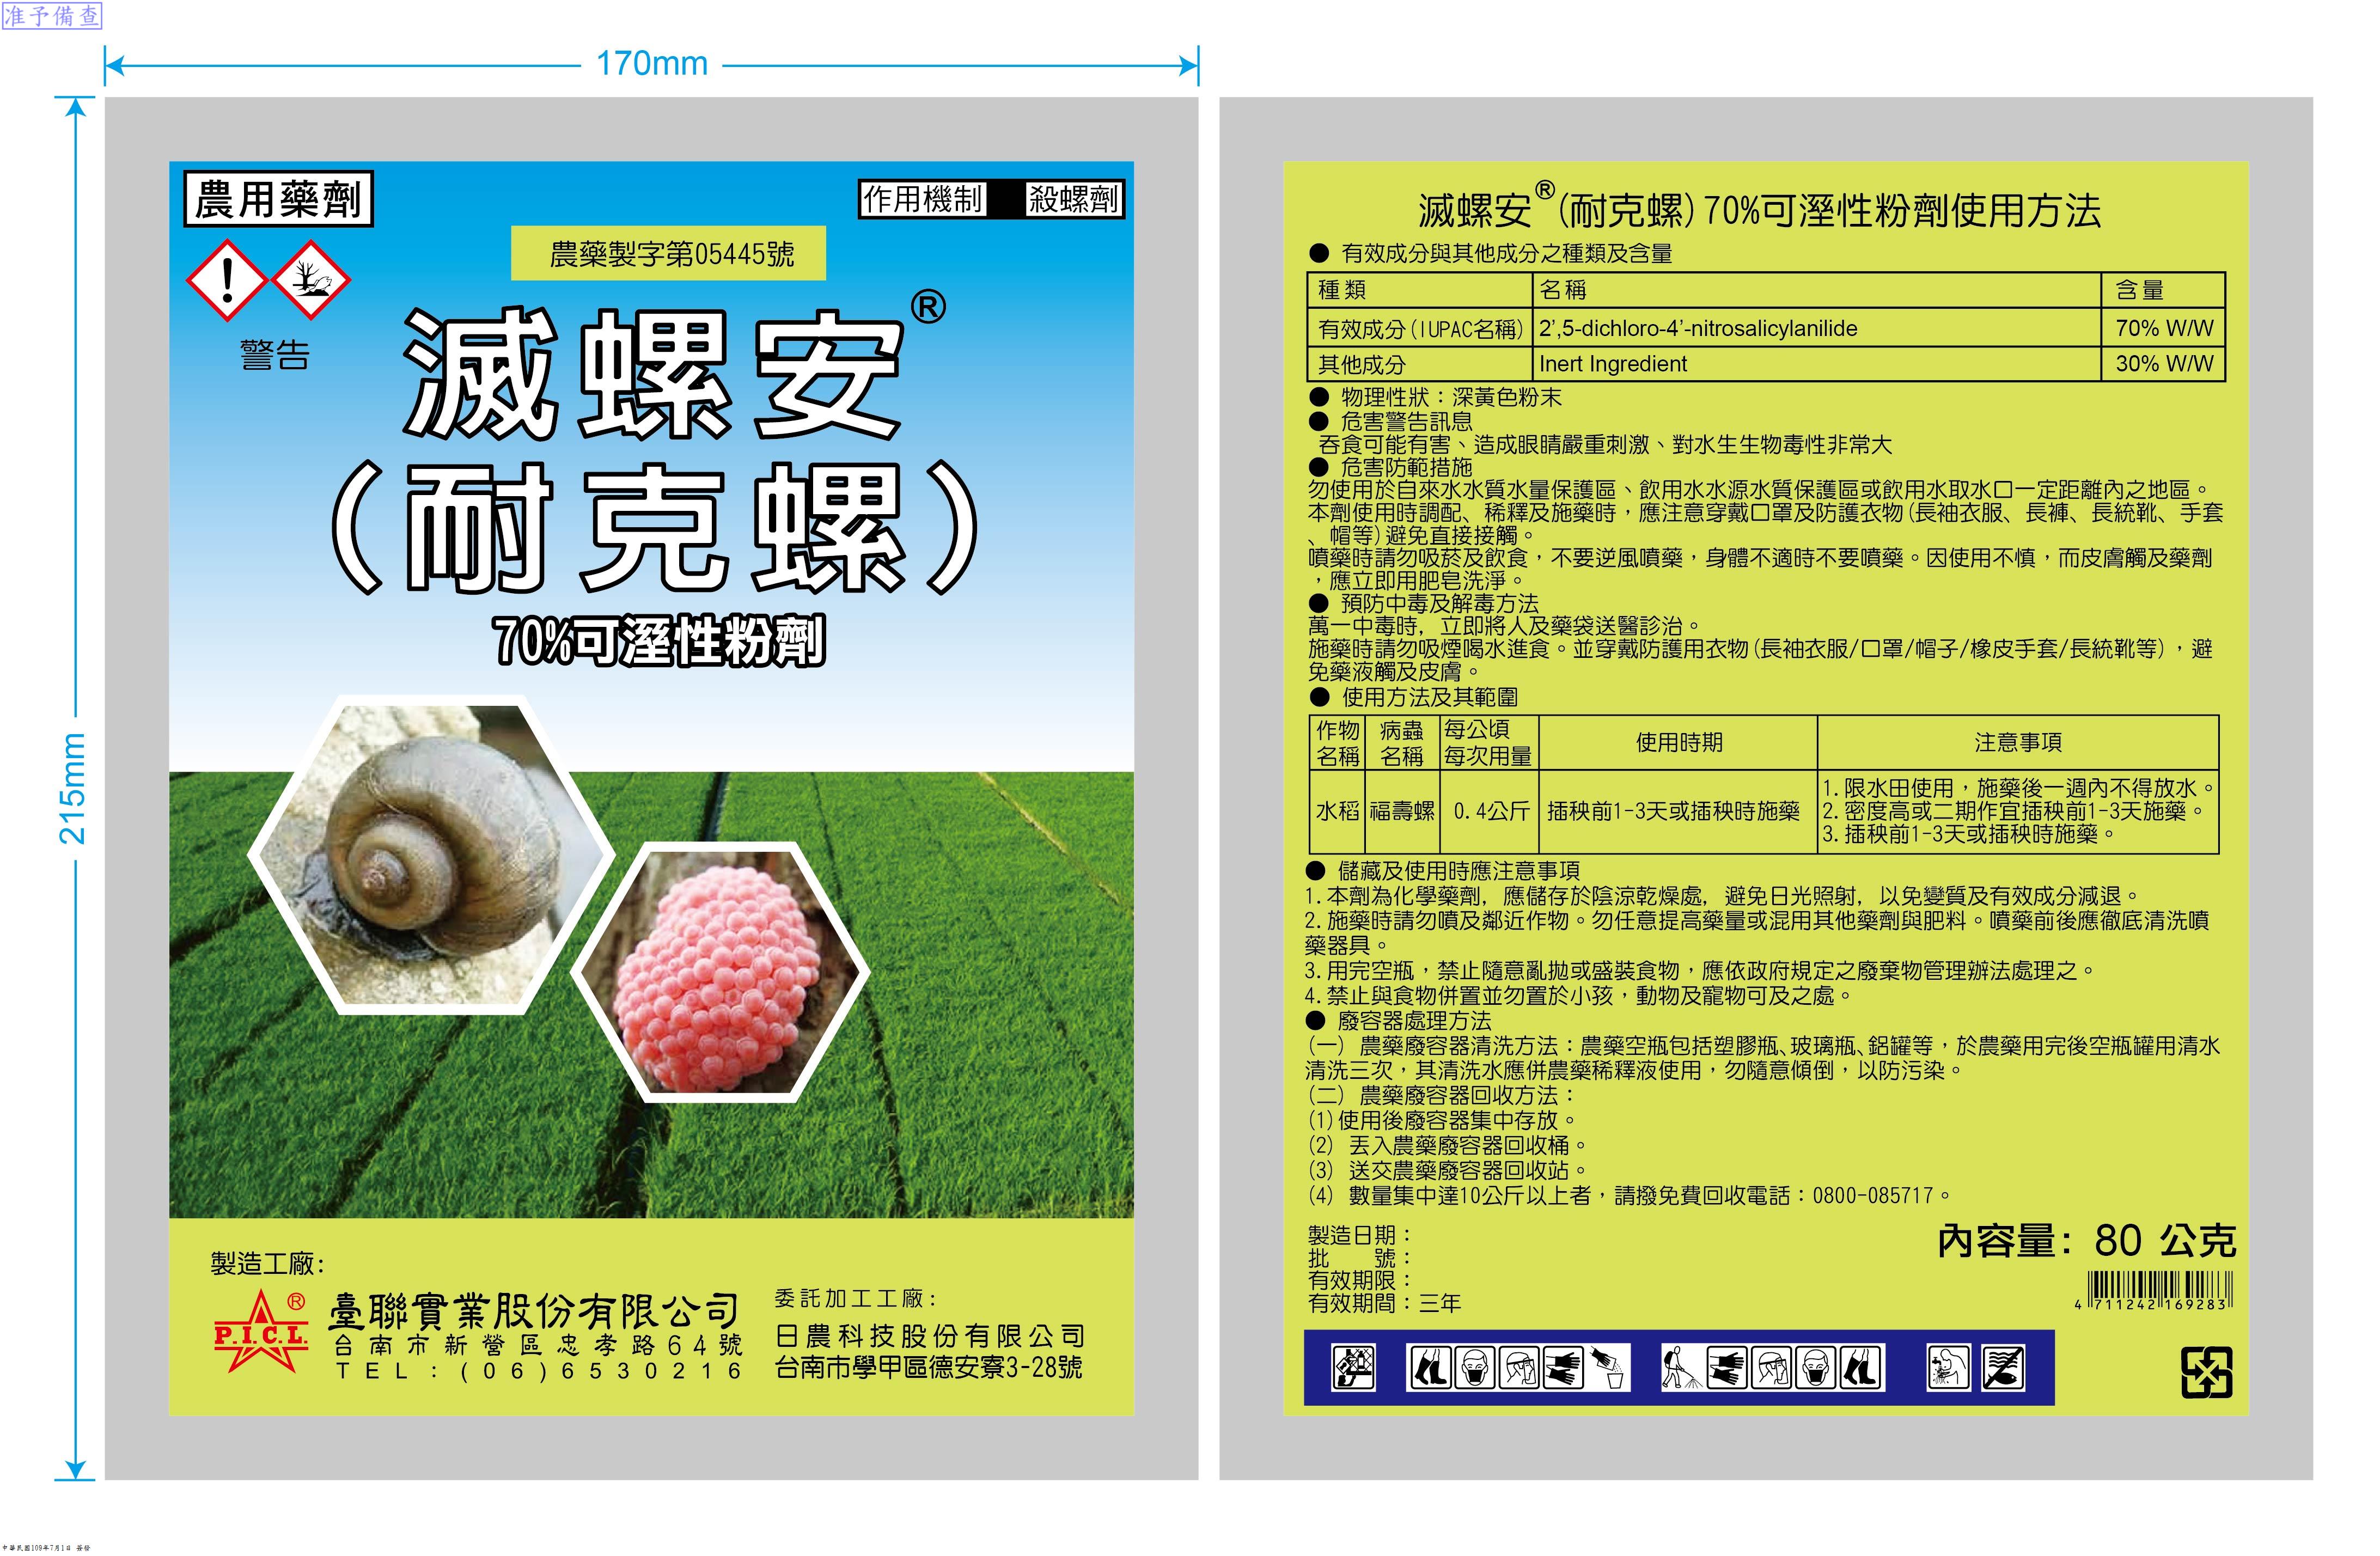 准予備查
170mm
215mm
農用藥劑
作用機制 殺螺劑
農藥製字第05445號
警告
滅螺安®
(耐克螺)
70%可溼性粉劑
製造工廠:
P.I.C.L. ®
臺聯實業股份有限公司
台南市新營區忠孝路64號
TEL:(06)6530216
委託加工工廠:
日農科技股份有限公司
台南市學甲區德安寮3-28號
滅螺安®(耐克螺)70%可溼性粉劑使用方法
● 有效成分與其他成分之種類及含量
種類 名稱 含量
有效成分(IUPAC名稱) 2’,5-dichloro-4’-nitrosalicylanilide 70% W/W
其他成分 Inert Ingredient 30% W/W
● 物理性狀：深黃色粉末
● 危害警告訊息
吞食可能有害、造成眼睛嚴重刺激、對水生生物毒性非常大
● 危害防範措施
勿使用於自來水水質水量保護區、飲用水水源水質保護區或飲用水取水口一定距離內之地區。
本劑使用時調配、稀釋及施藥時，應注意穿戴口罩及防護衣物(長袖衣服、長褲、長統靴、手套
、帽等)避免直接接觸。
噴藥時請勿吸菸及飲食，不要逆風噴藥，身體不適時不要噴藥。因使用不慎，而皮膚觸及藥劑
，應立即用肥皂洗淨。
● 預防中毒及解毒方法
萬一中毒時，立即將人及藥袋送醫診治。
施藥時請勿吸煙喝水進食。並穿戴防護用衣物(長袖衣服/口罩/帽子/橡皮手套/長統靴等)，避
免藥液觸及皮膚。
● 使用方法及其範圍
作物名稱 病蟲名稱 每公頃每次用量 使用時期 注意事項
水稻 福壽螺 0.4公斤 插秧前1-3天或插秧時施藥
1.限水田使用，施藥後一週內不得放水。
2.密度高或二期作宜插秧前1-3天施藥。
3.插秧前1-3天或插秧時施藥。
● 儲藏及使用時應注意事項
1.本劑為化學藥劑，應儲存於陰涼乾燥處，避免日光照射，以免變質及有效成分減退。
2.施藥時請勿噴及鄰近作物。勿任意提高藥量或混用其他藥劑與肥料。噴藥前後應徹底清洗噴
藥器具。
3.用完空瓶，禁止隨意亂拋或盛裝食物，應依政府規定之廢棄物管理辦法處理之。
4.禁止與食物併置並勿置於小孩，動物及寵物可及之處。
● 廢容器處理方法
(一) 農藥廢容器清洗方法：農藥空瓶包括塑膠瓶、玻璃瓶、鋁罐等，於農藥用完後空瓶罐用清水
清洗三次，其清洗水應併農藥稀釋液使用，勿隨意傾倒，以防污染。
(二) 農藥廢容器回收方法：
(1)使用後廢容器集中存放。
(2) 丟入農藥廢容器回收桶。
(3) 送交農藥廢容器回收站。
(4) 數量集中達10公斤以上者，請撥免費回收電話：0800-085717。
製造日期：
批　　號：
有效期限：
有效期間：三年
內容量: 80 公克
4 711242 169283
中華民國109年7月1日 簽發